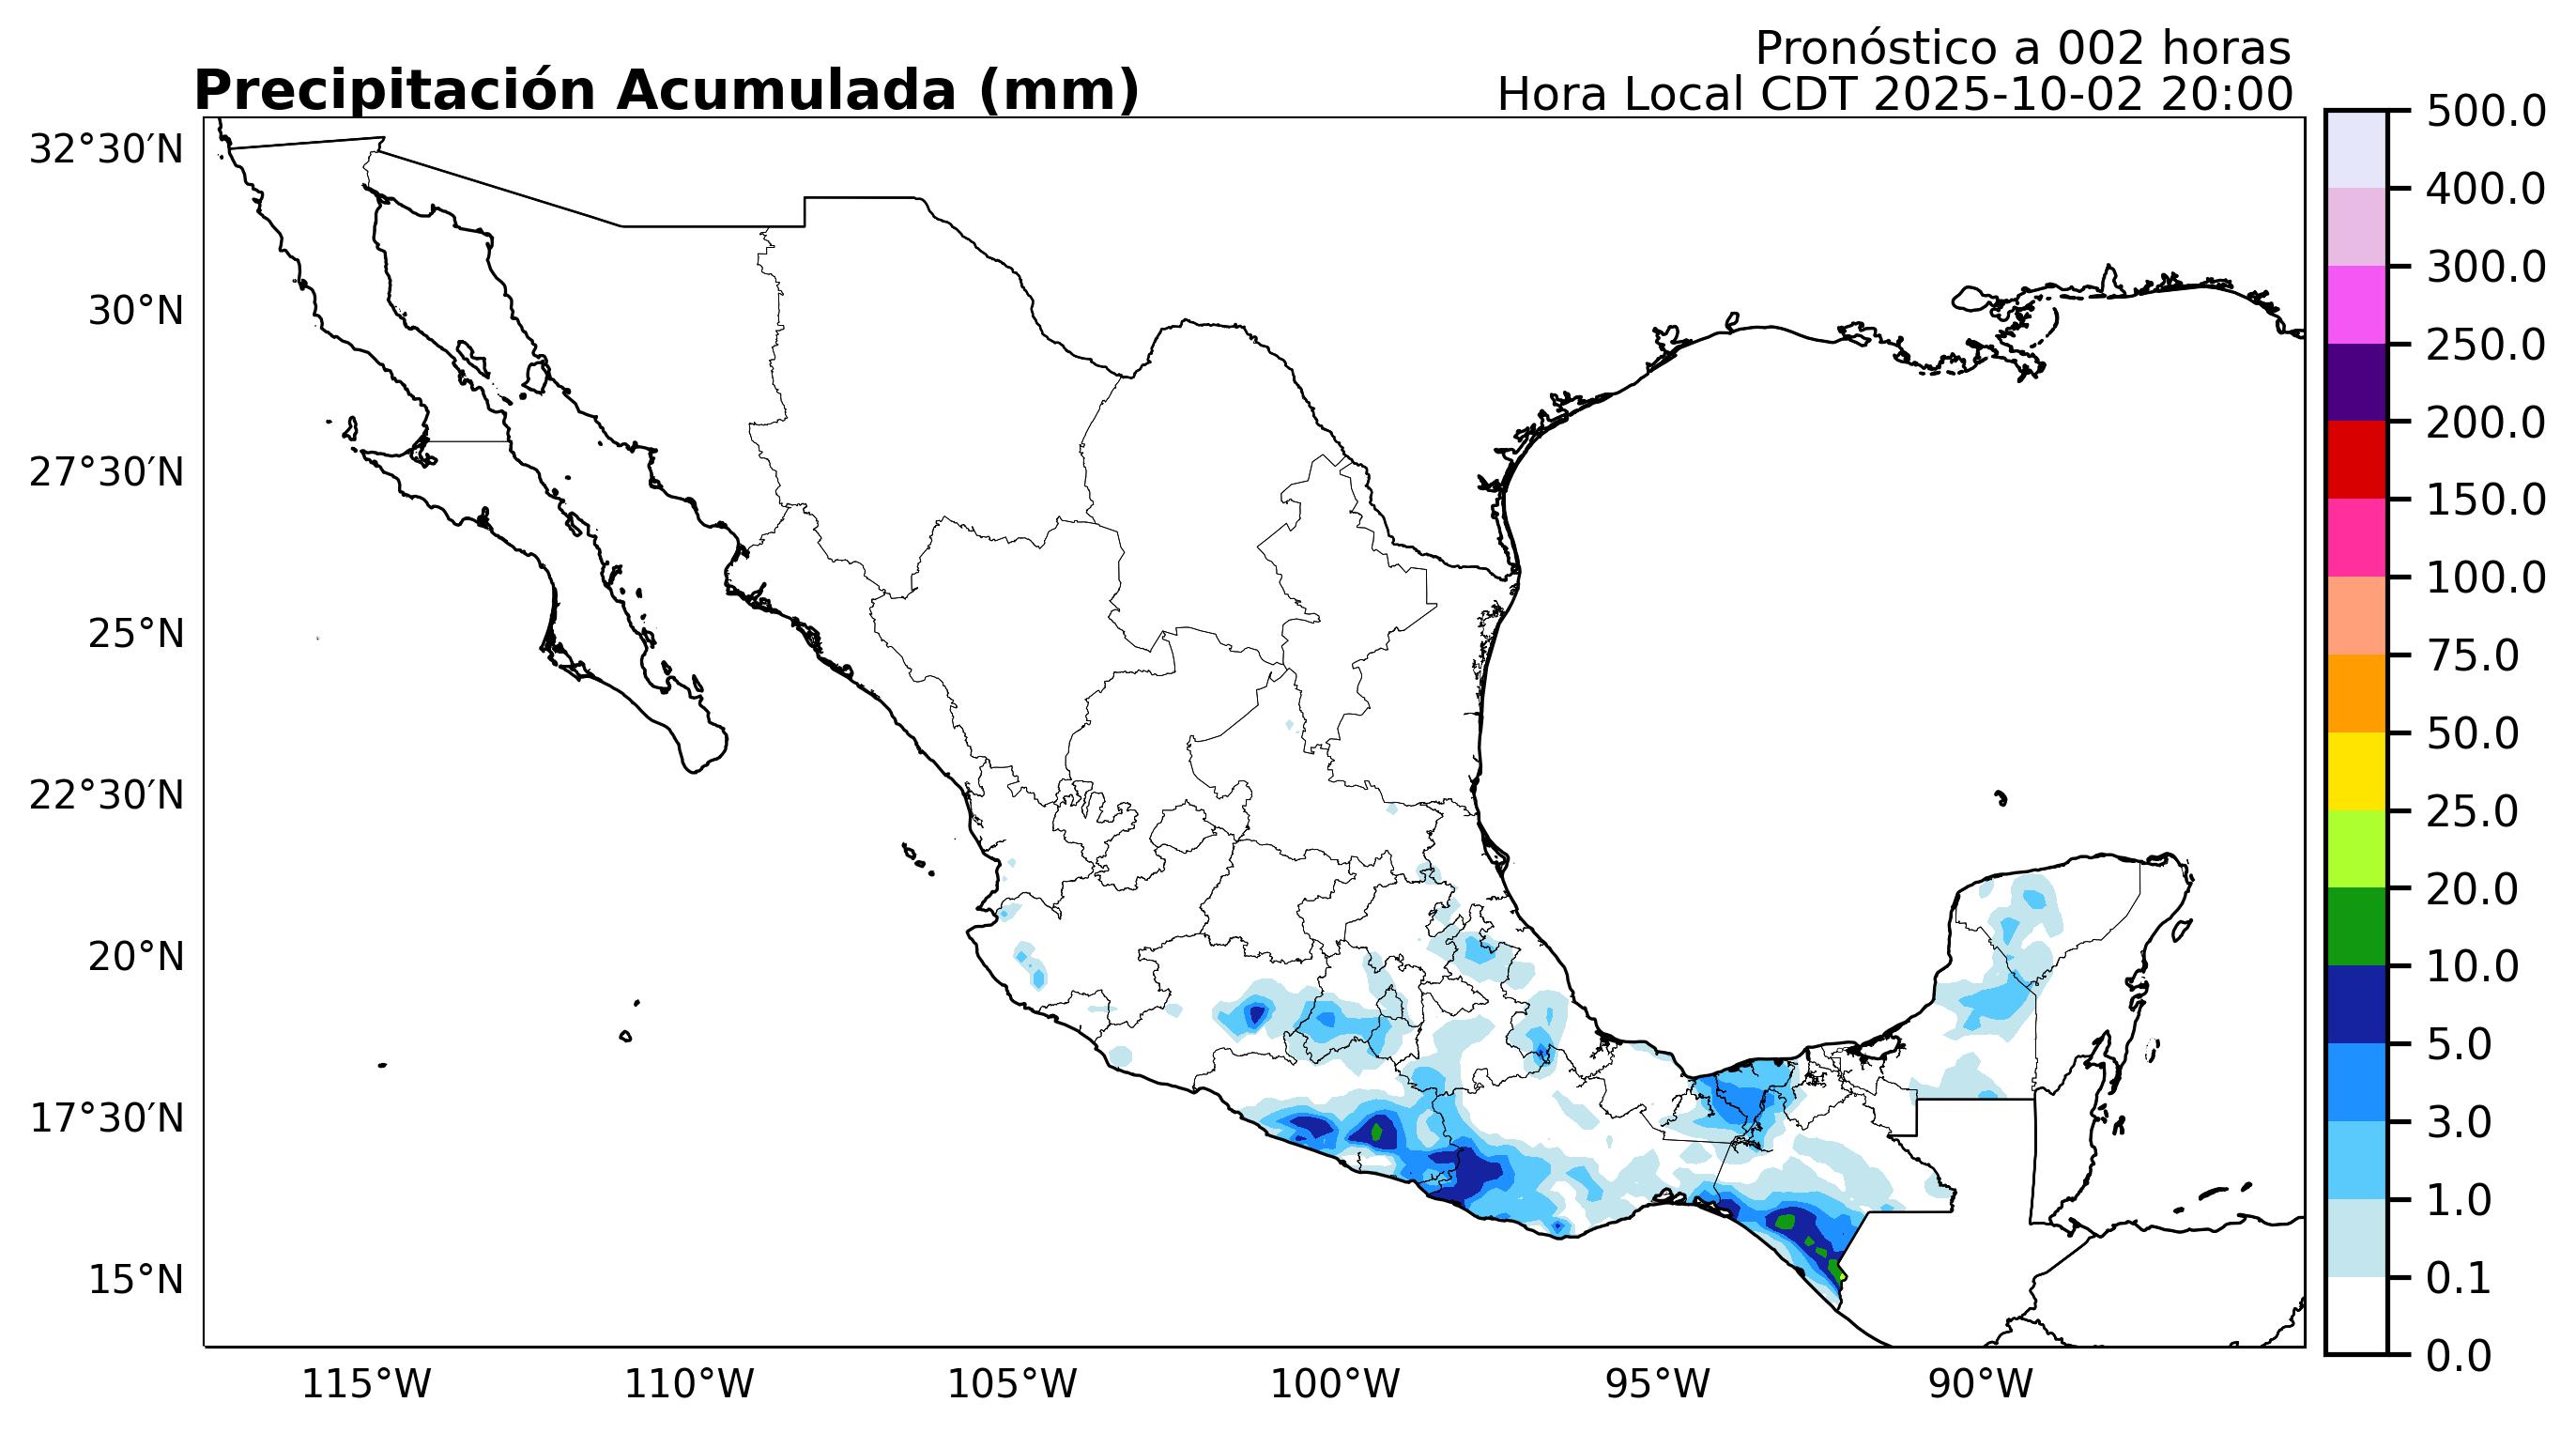 Pronóstico a 002 horas
Precipitación Acumulada (mm)
Hora Local CDT 2025-10-02 20:00
32°30′N
30°N
27°30′N
25°N
22°30′N
20°N
17°30′N
15°N
115°W
110°W
105°W
100°W
95°W
90°W
500.0
400.0
300.0
250.0
200.0
150.0
100.0
75.0
50.0
25.0
20.0
10.0
5.0
3.0
1.0
0.1
0.0